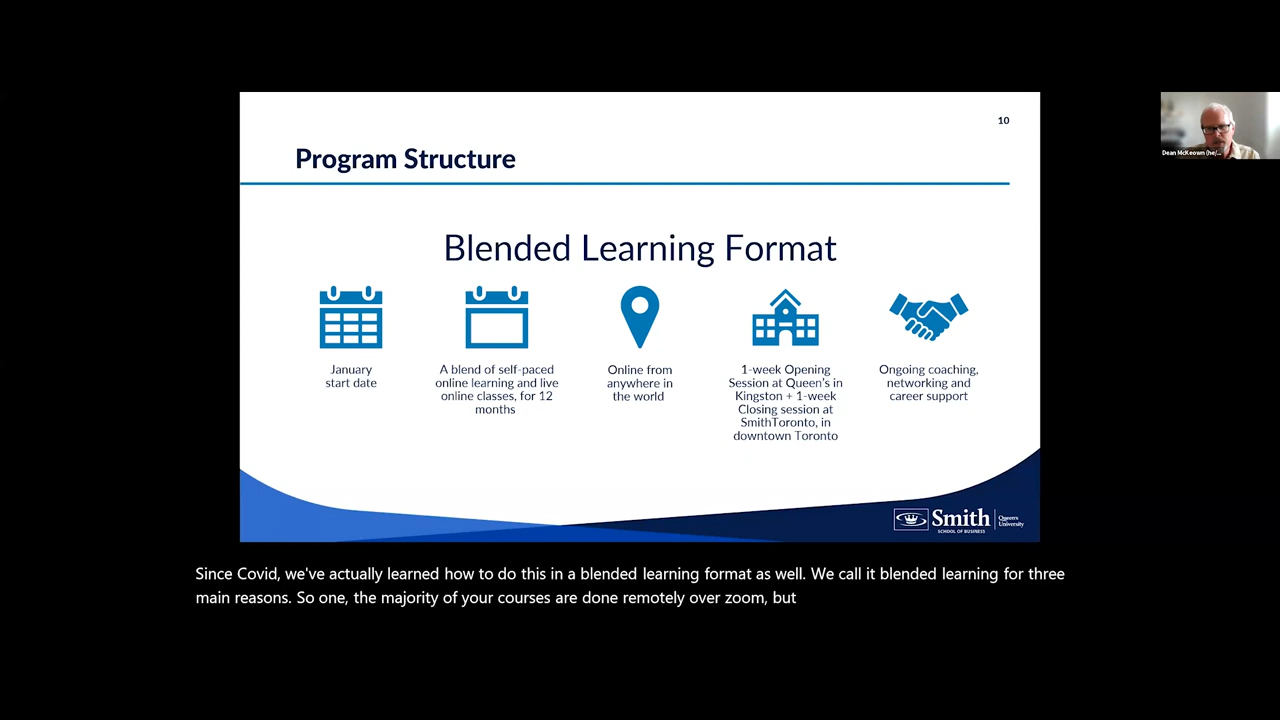 10
Program Structure
Blended Learning Format
January
start date
A blend of self-paced
online learning and live
online classes, for 12
months
Online from
anywhere in
the world
1-week Opening
Session at Queen's in
Kingston + 1-week
Closing session at
SmithToronto, in
downtown Toronto
Ongoing coaching,
networking and
career support
Smith
SCHOOL OF BUSINESS
Queen's
University
Dean McKeown (he/...
Since Covid, we've actually learned how to do this in a blended learning format as well. We call it blended learning for three
main reasons. So one, the majority of your courses are done remotely over zoom, but